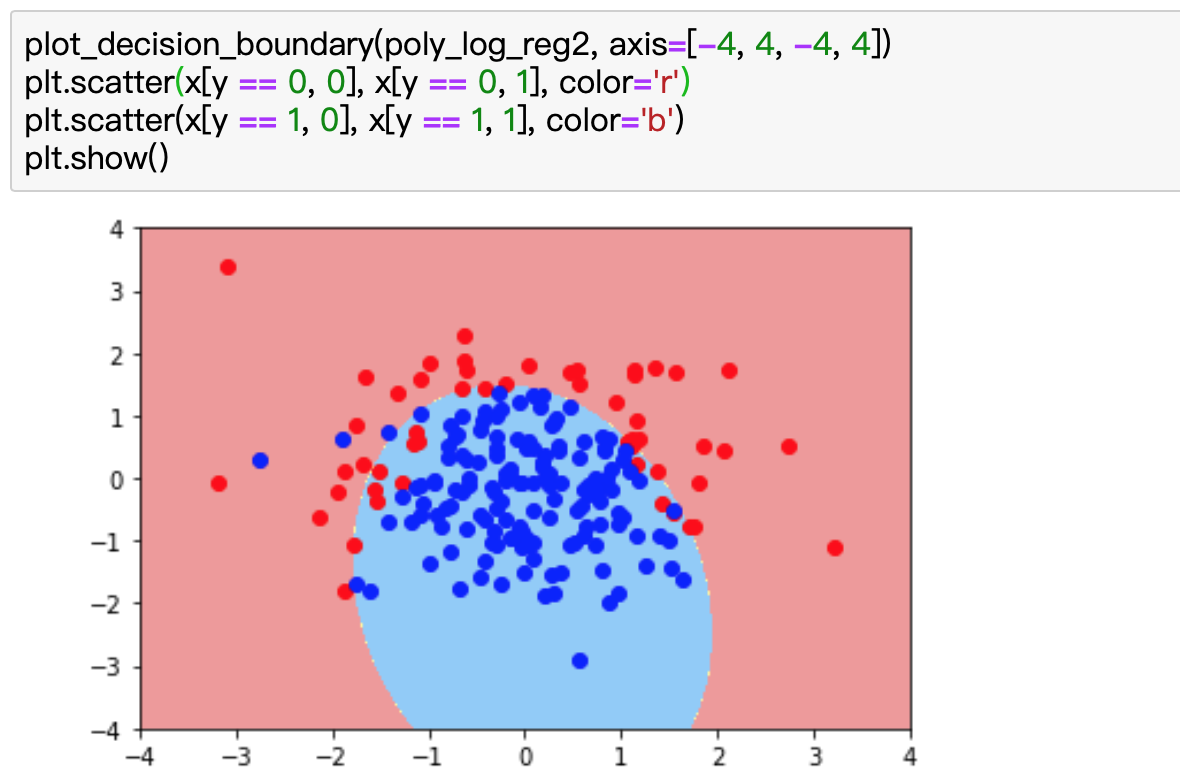 plot_decision_boundary(poly_log_reg2, axis=[−4, 4, −4, 4])
plt.scatter(x[y == 0, 0], x[y == 0, 1], color='r')
plt.scatter(x[y == 1, 0], x[y == 1, 1], color='b')
plt.show()
4
3
2
1
0
−1
−2
−3
−4
−4 −3 −2 −1 0 1 2 3 4